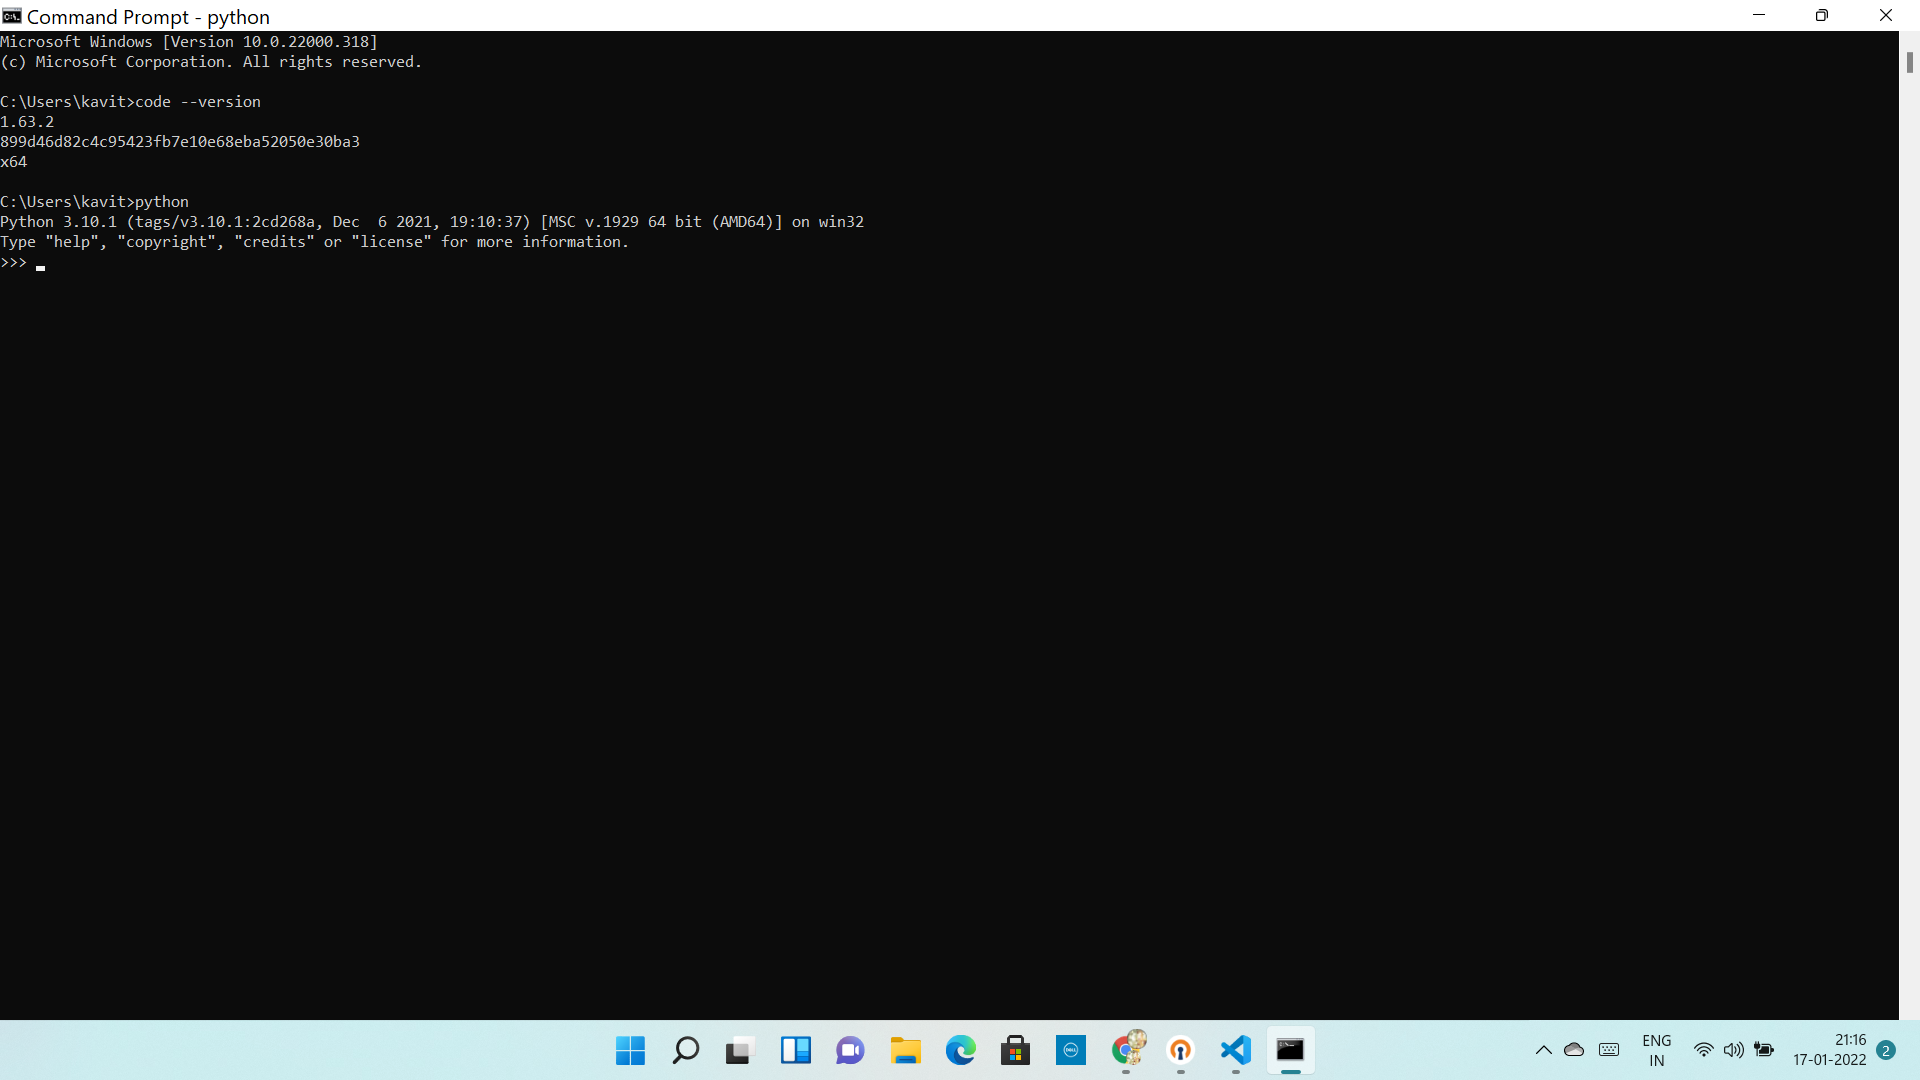 Command Prompt - python
Microsoft Windows [Version 10.0.22000.318]
(c) Microsoft Corporation. All rights reserved.
C:\Users\kavit>code --version
1.63.2
899d46d82c4c95423fb7e10e68eba52050e30ba3
x64
C:\Users\kavit>python
Python 3.10.1 (tags/v3.10.1:2cd268a, Dec  6 2021, 19:10:37) [MSC v.1929 64 bit (AMD64)] on win32
Type "help", "copyright", "credits" or "license" for more information.
>>>
DELL
ENG
IN
21:16
17-01-2022
2